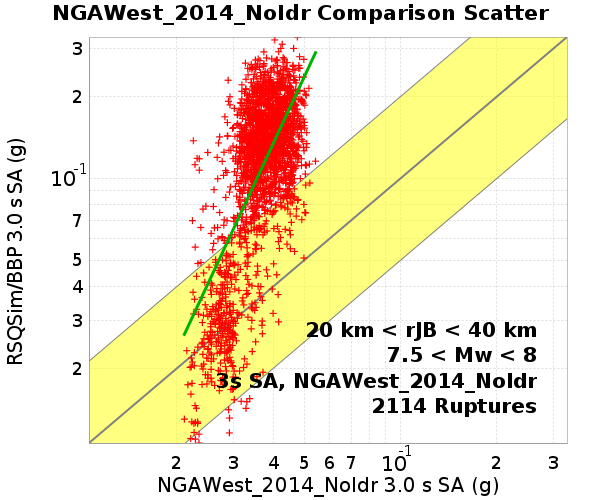 NGAWest_2014_NoIdr Comparison Scatter
3
2
10-1
7
5
4
3
2
RSQSim/BBP 3.0 s SA (g)
20 km < rJB < 40 km
7.5 < Mw < 8
3s SA, NGAWest_2014_NoIdr
2114 Ruptures
2 3 4 5 6 7 10-1 2 3
NGAWest_2014_NoIdr 3.0 s SA (g)